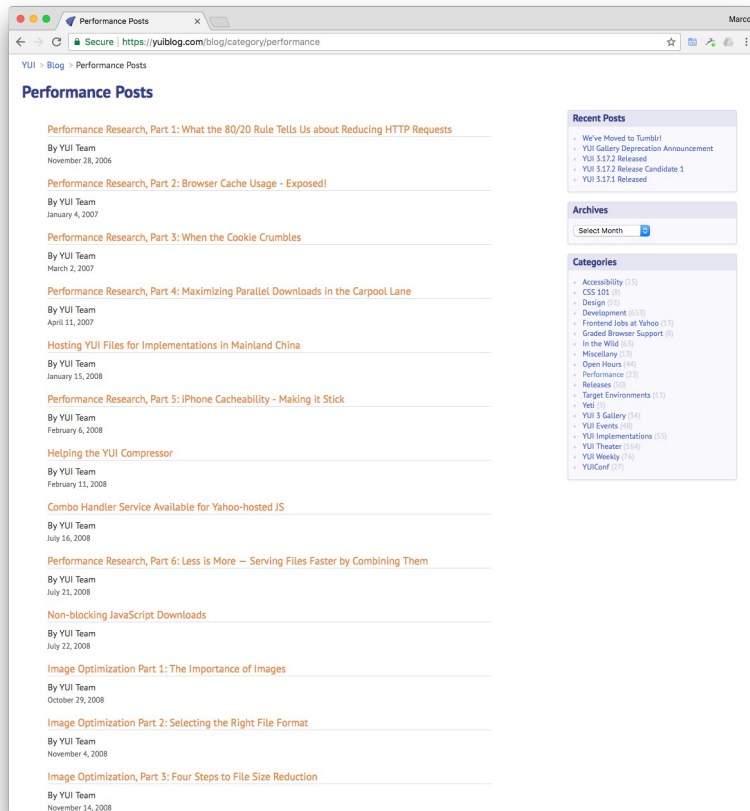 Performance Posts
Marco
Secure | https://yuiblog.com/blog/category/performance
YUI > Blog > Performance Posts
Performance Posts
Performance Research, Part 1: What the 80/20 Rule Tells Us about Reducing HTTP Requests
By YUI Team
November 28, 2006
Performance Research, Part 2: Browser Cache Usage - Exposed!
By YUI Team
January 4, 2007
Performance Research, Part 3: When the Cookie Crumbles
By YUI Team
March 2, 2007
Performance Research, Part 4: Maximizing Parallel Downloads in the Carpool Lane
By YUI Team
April 11, 2007
Hosting YUI Files for Implementations in Mainland China
By YUI Team
January 15, 2008
Performance Research, Part 5: iPhone Cacheability - Making it Stick
By YUI Team
February 6, 2008
Helping the YUI Compressor
By YUI Team
February 11, 2008
Combo Handler Service Available for Yahoo-hosted JS
By YUI Team
July 16, 2008
Performance Research, Part 6: Less is More — Serving Files Faster by Combining Them
By YUI Team
July 21, 2008
Non-blocking JavaScript Downloads
By YUI Team
July 22, 2008
Image Optimization Part 1: The Importance of Images
By YUI Team
October 29, 2008
Image Optimization Part 2: Selecting the Right File Format
By YUI Team
November 4, 2008
Image Optimization, Part 3: Four Steps to File Size Reduction
By YUI Team
November 14, 2008
Recent Posts
We've Moved to Tumblr!
YUI Gallery Deprecation Announcement
YUI 3.17.2 Released
YUI 3.17.2 Release Candidate 1
YUI 3.17.1 Released
Archives
Select Month
Categories
Accessibility (25)
CSS 101 (8)
Design (51)
Development (653)
Frontend Jobs at Yahoo (13)
Graded Browser Support (8)
In the Wild (63)
Miscellany (13)
Open Hours (44)
Performance (23)
Releases (50)
Target Environments (13)
Yeti (5)
YUI 3 Gallery (54)
YUI Events (48)
YUI Implementations (55)
YUI Theater (164)
YUI Weekly (76)
YUIConf (27)